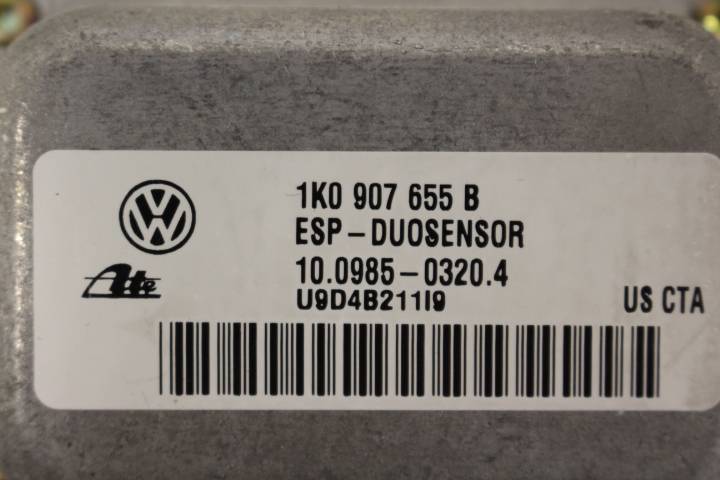 1K0 907 655 B
ESP-DUOSENSOR
10.0985-0320.4
Ate
U9D4B211I9
US CTA